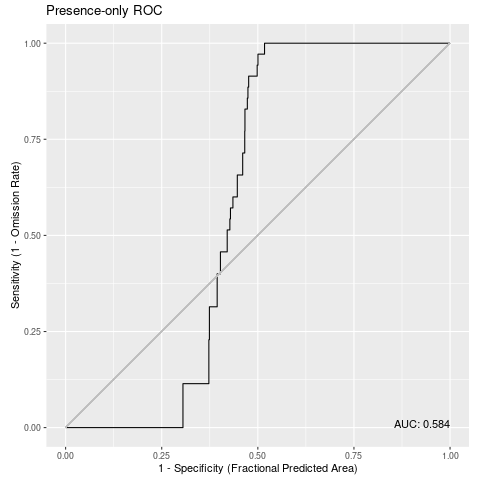 Presence-only ROC
Sensitivity (1 - Omission Rate)
1.00
0.75
0.50
0.25
0.00
AUC: 0.584
0.00 0.25 0.50 0.75 1.00
1 - Specificity (Fractional Predicted Area)